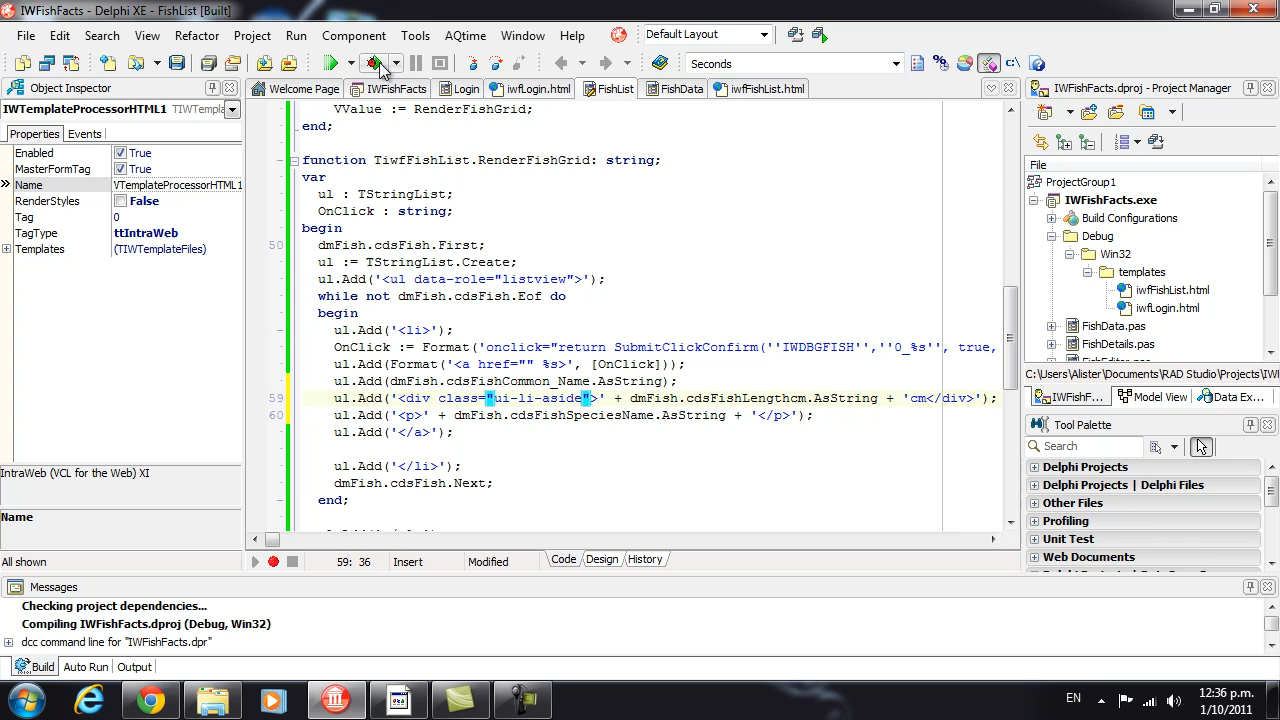 IWFishFacts - Delphi XE - FishList [Built]
File Edit Search View Refactor Project Run Component Tools AQtime Window Help
Default Layout
Seconds
Object Inspector
IWTemplateProcessorHTML1 TIWTempla
Properties Events
Enabled True
MasterFormTag True
Name VTemplateProcessorHTML1
RenderStyles False
Tag 0
TagType ttIntraWeb
Templates (TIWTemplateFiles)
IntraWeb (VCL for the Web) XI
Name
All shown
Welcome Page IWFishFacts Login iwfLogin.html FishList FishData iwfFishList.html
VValue := RenderFishGrid;
end;
function TiwfFishList.RenderFishGrid: string;
var
ul : TStringList;
OnClick : string;
begin
50 dmFish.cdsFish.First;
ul := TStringList.Create;
ul.Add('<ul data-role="listview">');
while not dmFish.cdsFish.Eof do
begin
ul.Add('<li>');
OnClick := Format('onclick="return SubmitClickConfirm(''IWDBGFISH'',''0_%s'', true,
ul.Add(Format('<a href="" %s>', [OnClick]));
ul.Add(dmFish.cdsFishCommon_Name.AsString);
59 ul.Add('<div class="ui-li-aside">' + dmFish.cdsFishLengthcm.AsString + 'cm</div>');
60 ul.Add('<p>' + dmFish.cdsFishSpeciesName.AsString + '</p>');
ul.Add('</a>');
ul.Add('</li>');
dmFish.cdsFish.Next;
end;
59: 36 Insert Modified Code Design History
IWFishFacts.dproj - Project Manager
File
ProjectGroup1
IWFishFacts.exe
Build Configurations
Debug
Win32
templates
iwfFishList.html
iwfLogin.html
FishData.pas
FishDetails.pas
C:\Users\Alister\Documents\RAD Studio\Projects\
IWFishF... Model View Data Ex...
Tool Palette
Search
Delphi Projects
Delphi Projects | Delphi Files
Other Files
Profiling
Unit Test
Web Documents
Messages
Checking project dependencies...
Compiling IWFishFacts.dproj (Debug, Win32)
dcc command line for "IWFishFacts.dpr"
Build Auto Run Output
EN
12:36 p.m.
1/10/2011